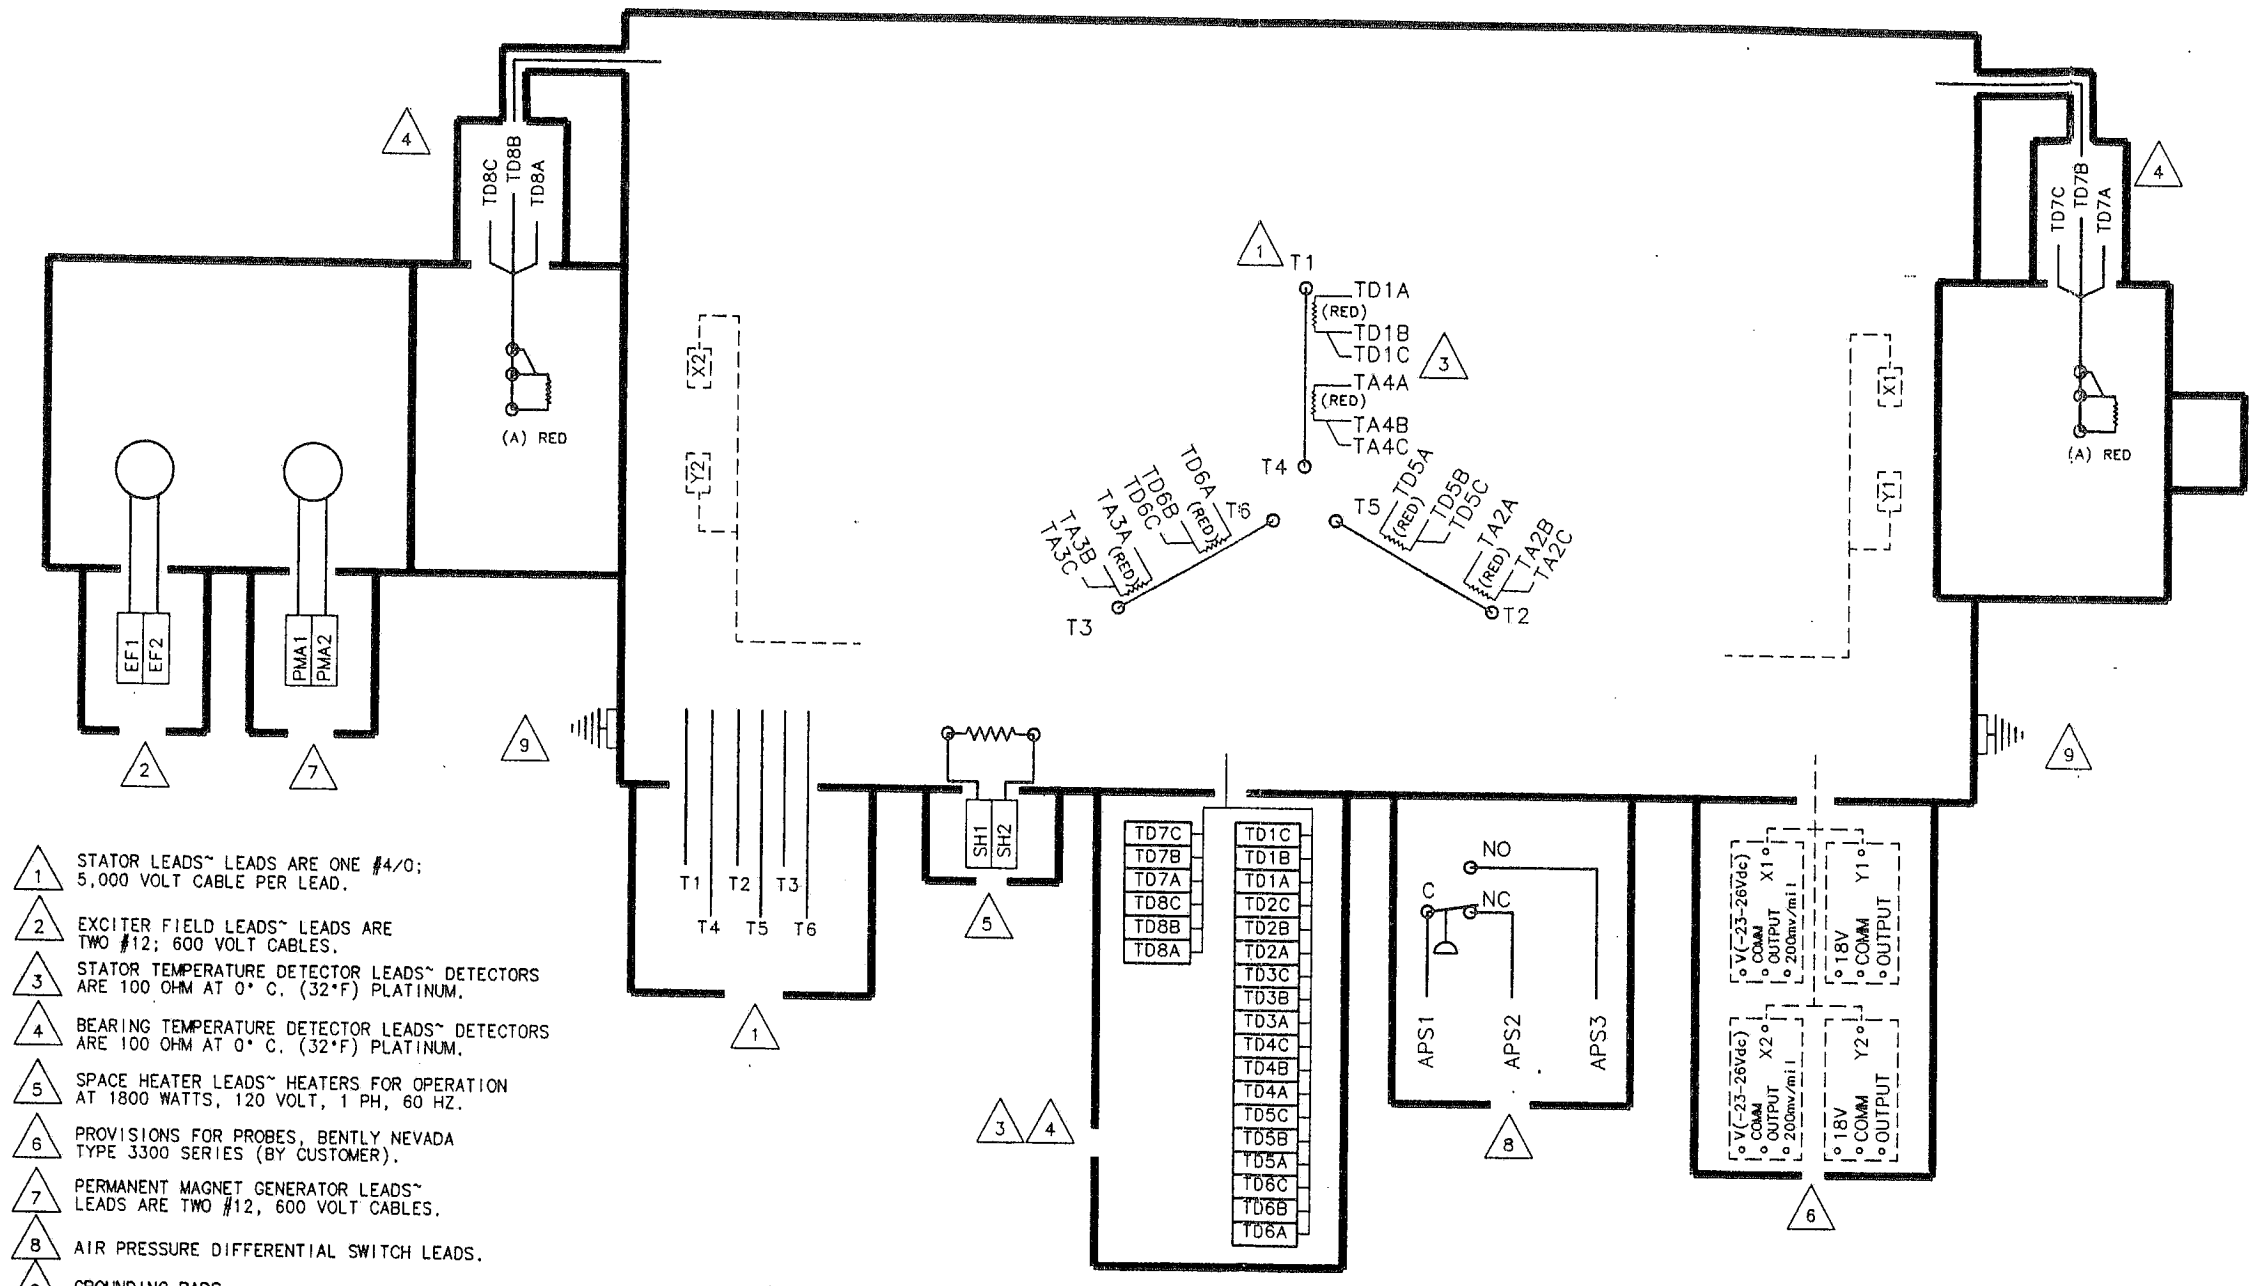 4
TD8C
TD8B
TD8A
TD7C
TD7B
TD7A
4
1
T1
TD1A
(RED)
TD1B
TD1C
3
TA4A
(RED)
TA4B
TA4C
T4
X2
Y2
X1
Y1
(A) RED
(A) RED
TD6A
(RED)
TD6B
TD6C
TA3A
(RED)
TA3B
TA3C
T6
T3
T5
TD5A
(RED)
TD5B
TD5C
TA2A
(RED)
TA2B
TA2C
T2
EF1
EF2
PMA1
PMA2
2
7
9
9
T1 T2 T3
T4 T5 T6
1
SH1
SH2
5
TD7C
TD7B
TD7A
TD8C
TD8B
TD8A
TD1C
TD1B
TD1A
TD2C
TD2B
TD2A
TD3C
TD3B
TD3A
TD4C
TD4B
TD4A
TD5C
TD5B
TD5A
TD6C
TD6B
TD6A
3 4
NO
C
NC
APS1
APS2
APS3
8
V(-23-26Vdc)
COMM X1
OUTPUT
200mv/mil
18V
COMM Y1
OUTPUT
V(-23-26Vdc)
COMM X2
OUTPUT
200mv/mil
18V
COMM Y2
OUTPUT
6
1 STATOR LEADS~ LEADS ARE ONE #4/0;
5,000 VOLT CABLE PER LEAD.
2 EXCITER FIELD LEADS~ LEADS ARE
TWO #12; 600 VOLT CABLES.
3 STATOR TEMPERATURE DETECTOR LEADS~ DETECTORS
ARE 100 OHM AT 0° C. (32°F) PLATINUM.
4 BEARING TEMPERATURE DETECTOR LEADS~ DETECTORS
ARE 100 OHM AT 0° C. (32°F) PLATINUM.
5 SPACE HEATER LEADS~ HEATERS FOR OPERATION
AT 1800 WATTS, 120 VOLT, 1 PH, 60 HZ.
6 PROVISIONS FOR PROBES, BENTLY NEVADA
TYPE 3300 SERIES (BY CUSTOMER).
7 PERMANENT MAGNET GENERATOR LEADS~
LEADS ARE TWO #12, 600 VOLT CABLES.
8 AIR PRESSURE DIFFERENTIAL SWITCH LEADS.